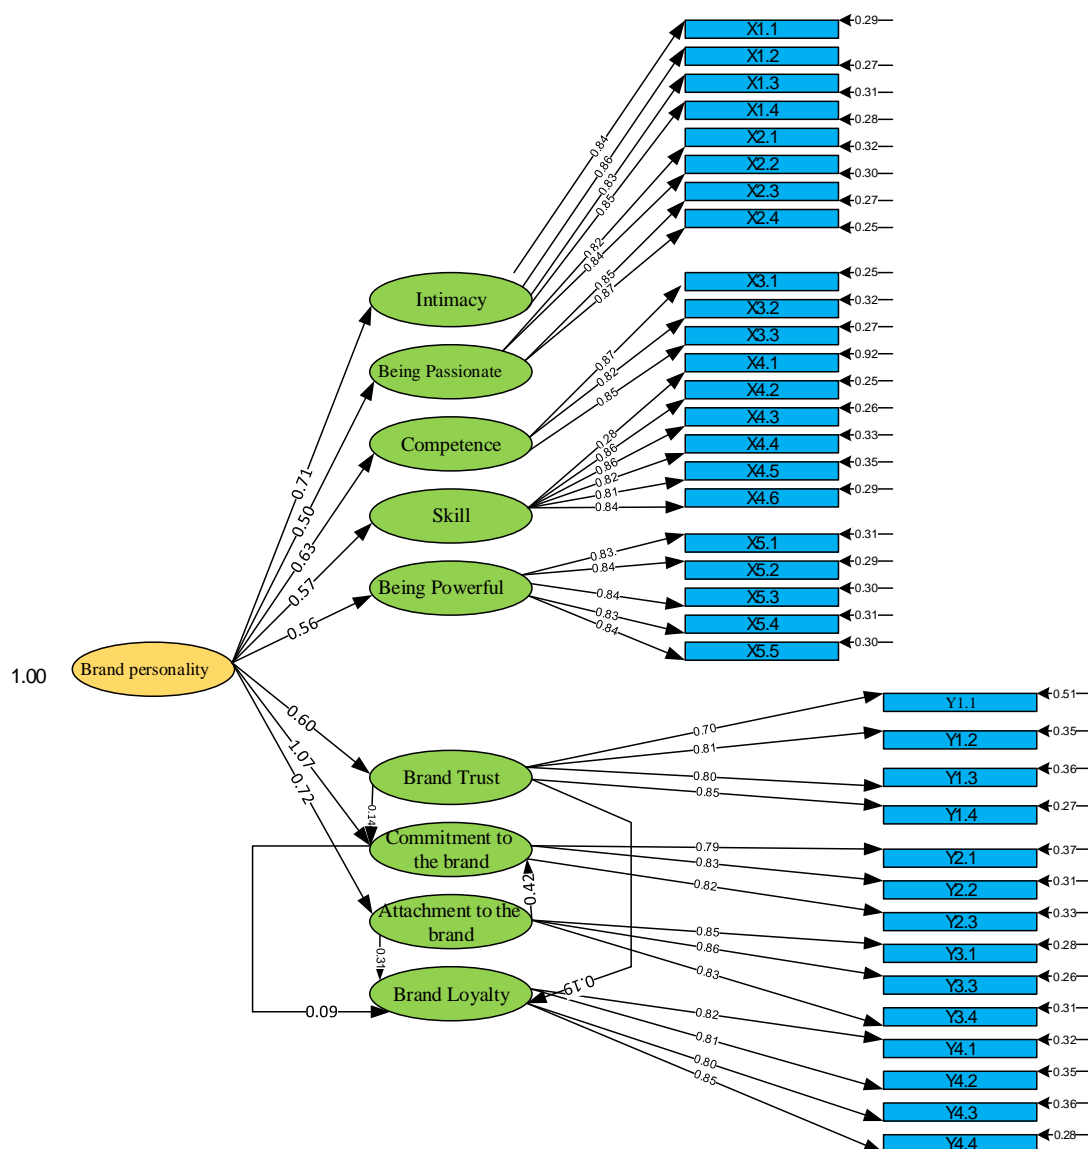 X1.1
0.29
X1.2
0.27
X1.3
0.31
X1.4
0.28
X2.1
0.32
X2.2
0.30
X2.3
0.27
X2.4
0.25
0.84
0.86
0.83
0.85
0.82
0.84
0.85
0.87
Intimacy
Being Passionate
Competence
Skill
Being Powerful
X3.1
0.25
X3.2
0.32
X3.3
0.27
X4.1
0.92
X4.2
0.25
X4.3
0.26
X4.4
0.33
X4.5
0.35
X4.6
0.29
0.87
0.82
0.85
0.28
0.86
0.86
0.82
0.81
0.84
X5.1
0.31
X5.2
0.29
X5.3
0.30
X5.4
0.31
X5.5
0.30
0.83
0.84
0.84
0.83
0.84
0.71
0.50
0.63
0.57
0.56
1.00
Brand personality
0.60
1.07
0.72
Brand Trust
0.14
Commitment to
the brand
0.42
Attachment to the
brand
0.31
Brand Loyalty
0.09
0.19
0.70
0.81
0.80
0.85
0.79
0.83
0.82
0.85
0.86
0.83
0.82
0.81
0.80
0.85
Y1.1
0.51
Y1.2
0.35
Y1.3
0.36
Y1.4
0.27
Y2.1
0.37
Y2.2
0.31
Y2.3
0.33
Y3.1
0.28
Y3.3
0.26
Y3.4
0.31
Y4.1
0.32
Y4.2
0.35
Y4.3
0.36
Y4.4
0.28